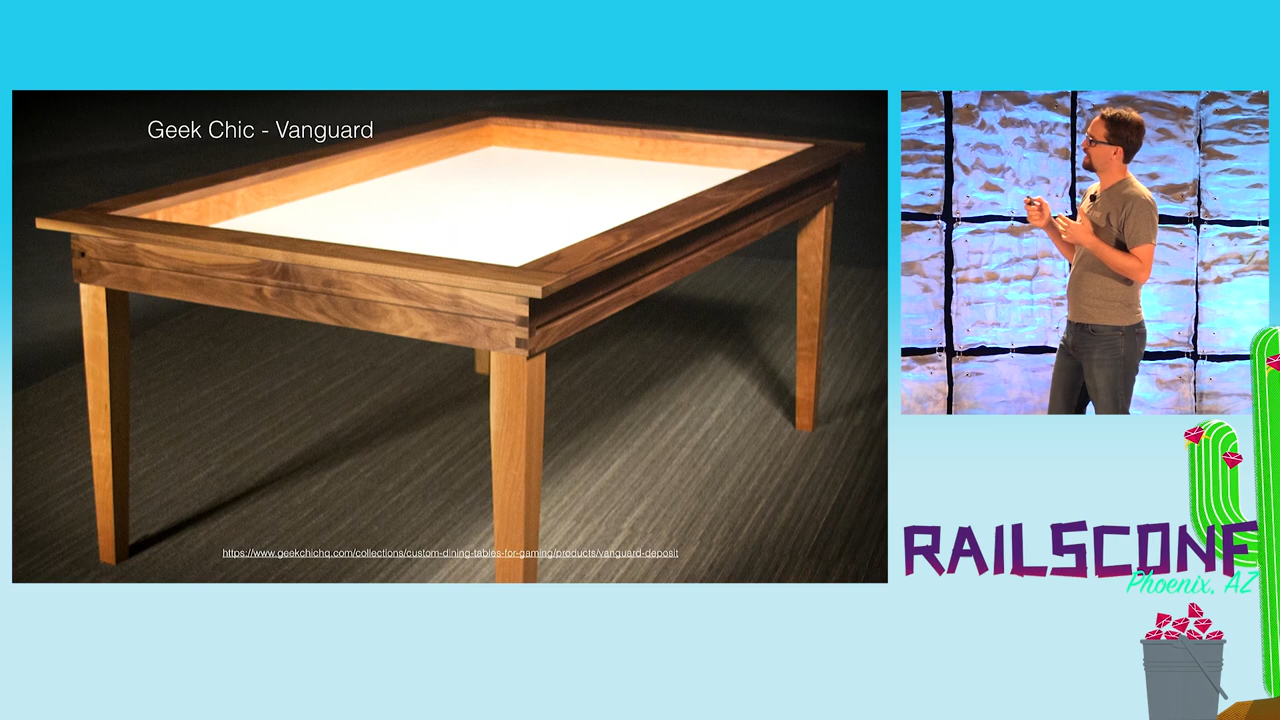 Geek Chic - Vanguard
https://www.geekchichq.com/collections/custom-dining-tables-for-gaming/products/vanguard-deposit
RAILSCONF
Phoenix, AZ